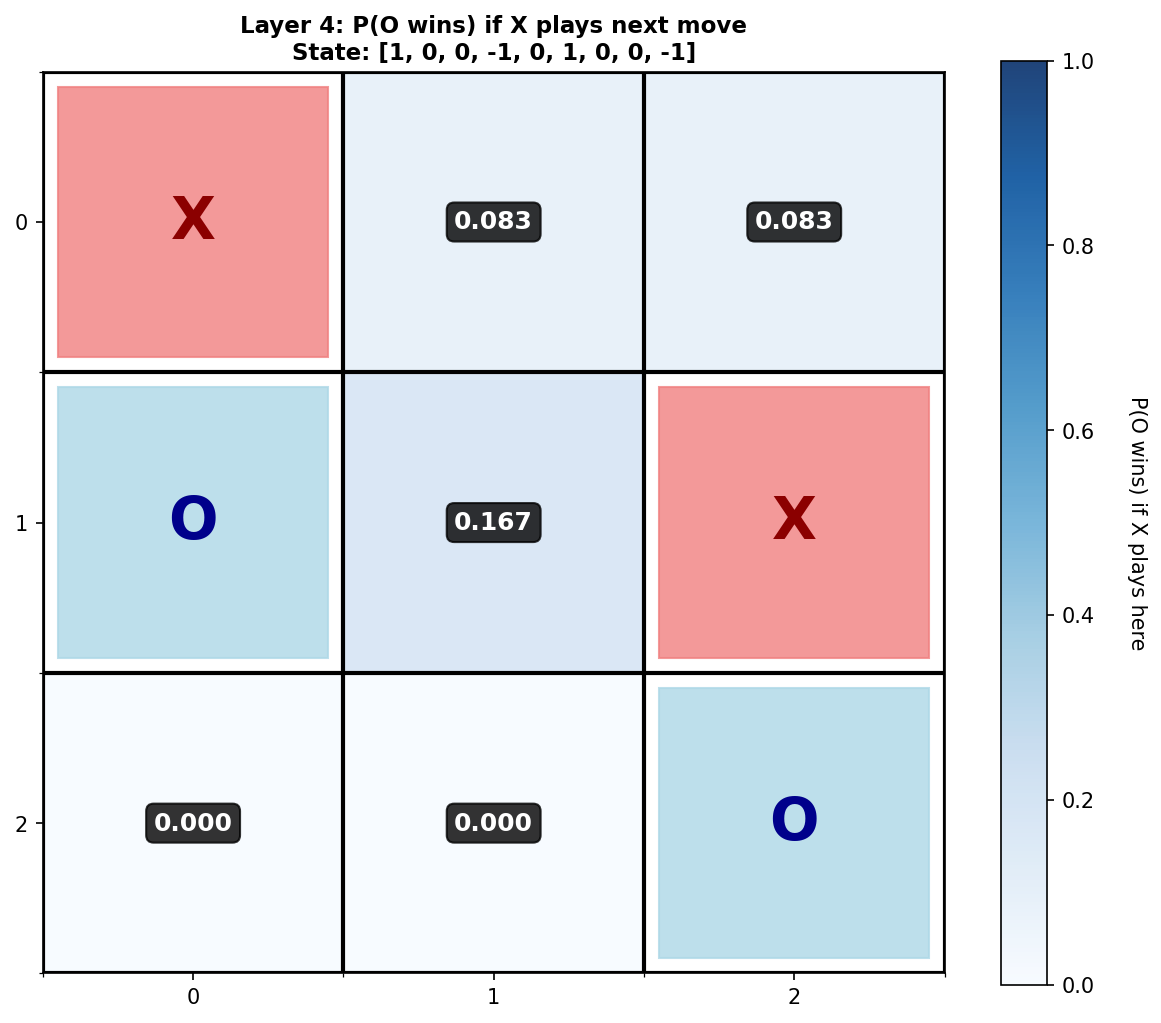 Layer 4: P(O wins) if X plays next move
State: [1, 0, 0, -1, 0, 1, 0, 0, -1]
0
X
0.083
0.083
1
O
0.167
X
2
0.000
0.000
O
0
1
2
1.0
0.8
0.6
0.4
0.2
0.0
P(O wins) if X plays here